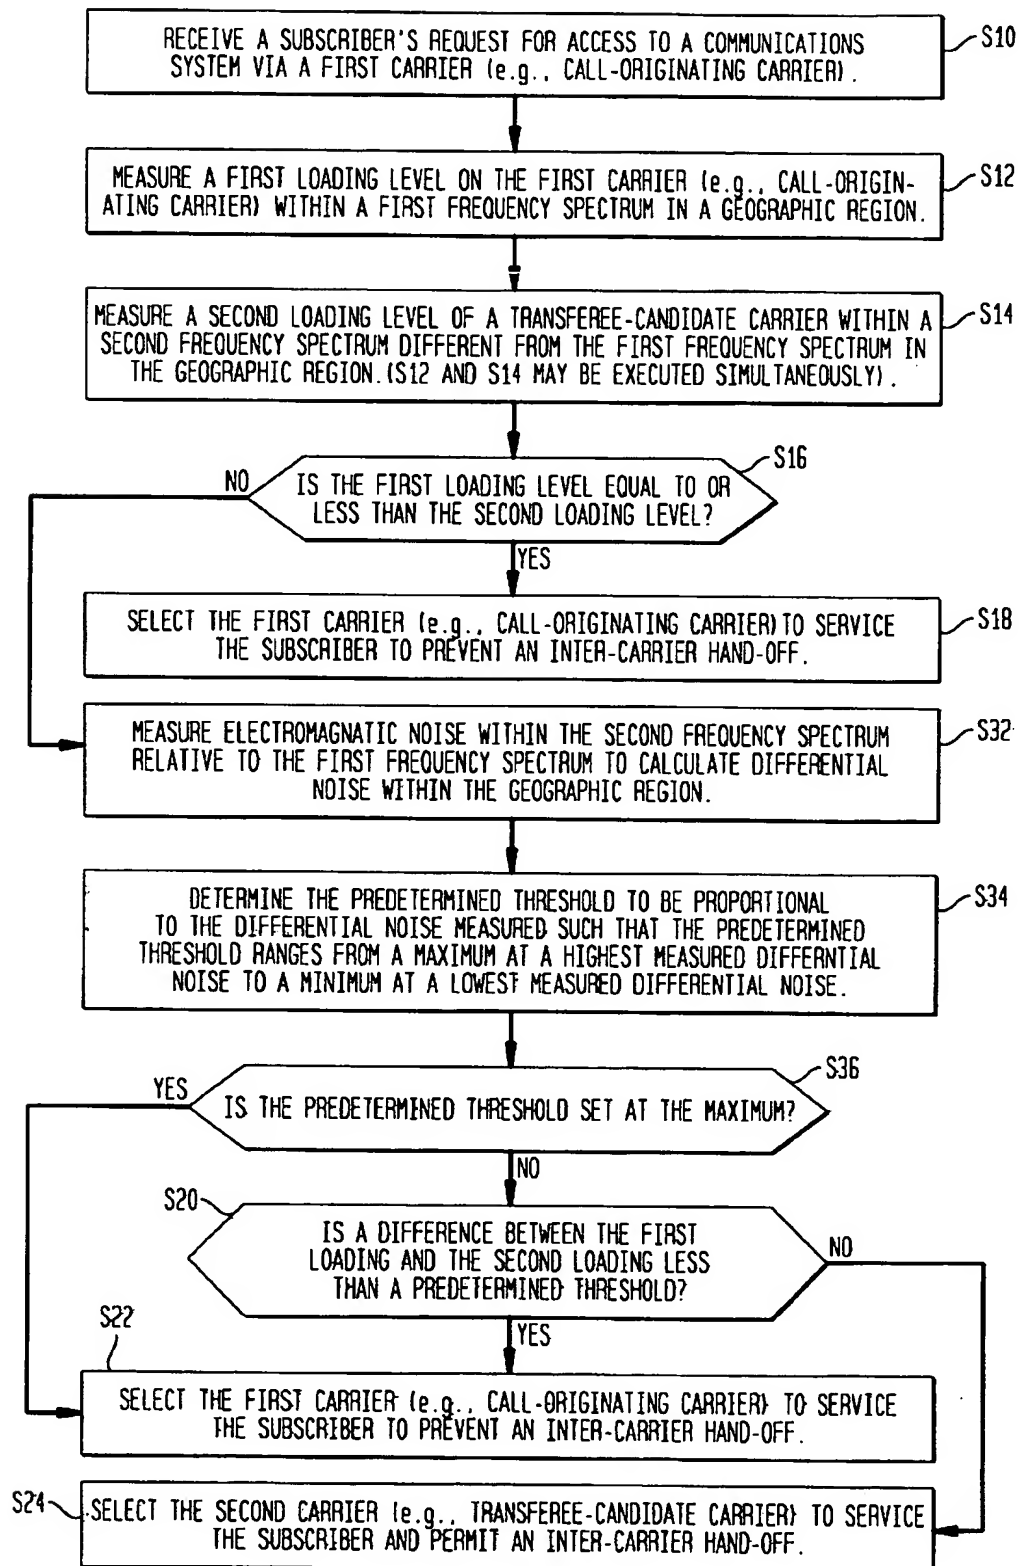 RECEIVE A SUBSCRIBER'S REQUEST FOR ACCESS TO A COMMUNICATIONS
SYSTEM VIA A FIRST CARRIER (e.g., CALL-ORIGINATING CARRIER).
S10
MEASURE A FIRST LOADING LEVEL ON THE FIRST CARRIER (e.g., CALL-ORIGIN-
ATING CARRIER) WITHIN A FIRST FREQUENCY SPECTRUM IN A GEOGRAPHIC REGION.
S12
MEASURE A SECOND LOADING LEVEL OF A TRANSFEREE-CANDIDATE CARRIER WITHIN A
SECOND FREQUENCY SPECTRUM DIFFERENT FROM THE FIRST FREQUENCY SPECTRUM IN
THE GEOGRAPHIC REGION.(S12 AND S14 MAY BE EXECUTED SIMULTANEOUSLY).
S14
S16
NO
IS THE FIRST LOADING LEVEL EQUAL TO OR
LESS THAN THE SECOND LOADING LEVEL?
YES
SELECT THE FIRST CARRIER (e.g., CALL-ORIGINATING CARRIER)TO SERVICE
THE SUBSCRIBER TO PREVENT AN INTER-CARRIER HAND-OFF.
S18
MEASURE ELECTROMAGNETIC NOISE WITHIN THE SECOND FREQUENCY SPECTRUM
RELATIVE TO THE FIRST FREQUENCY SPECTRUM TO CALCULATE DIFFERENTIAL
NOISE WITHIN THE GEOGRAPHIC REGION.
S32
DETERMINE THE PREDETERMINED THRESHOLD TO BE PROPORTIONAL
TO THE DIFFERENTIAL NOISE MEASURED SUCH THAT THE PREDETERMINED
THRESHOLD RANGES FROM A MAXIMUM AT A HIGHEST MEASURED DIFFERNTIAL
NOISE TO A MINIMUM AT A LOWEST MEASURED DIFFERENTIAL NOISE.
S34
S36
YES
IS THE PREDETERMINED THRESHOLD SET AT THE MAXIMUM?
NO
S20
IS A DIFFERENCE BETWEEN THE FIRST
LOADING AND THE SECOND LOADING LESS
THAN A PREDETERMINED THRESHOLD?
NO
YES
S22
SELECT THE FIRST CARRIER (e.g., CALL-ORIGINATING CARRIER) TO SERVICE
THE SUBSCRIBER TO PREVENT AN INTER-CARRIER HAND-OFF.
S24
SELECT THE SECOND CARRIER (e.g., TRANSFEREE-CANDIDATE CARRIER) TO SERVICE
THE SUBSCRIBER AND PERMIT AN INTER-CARRIER HAND-OFF.